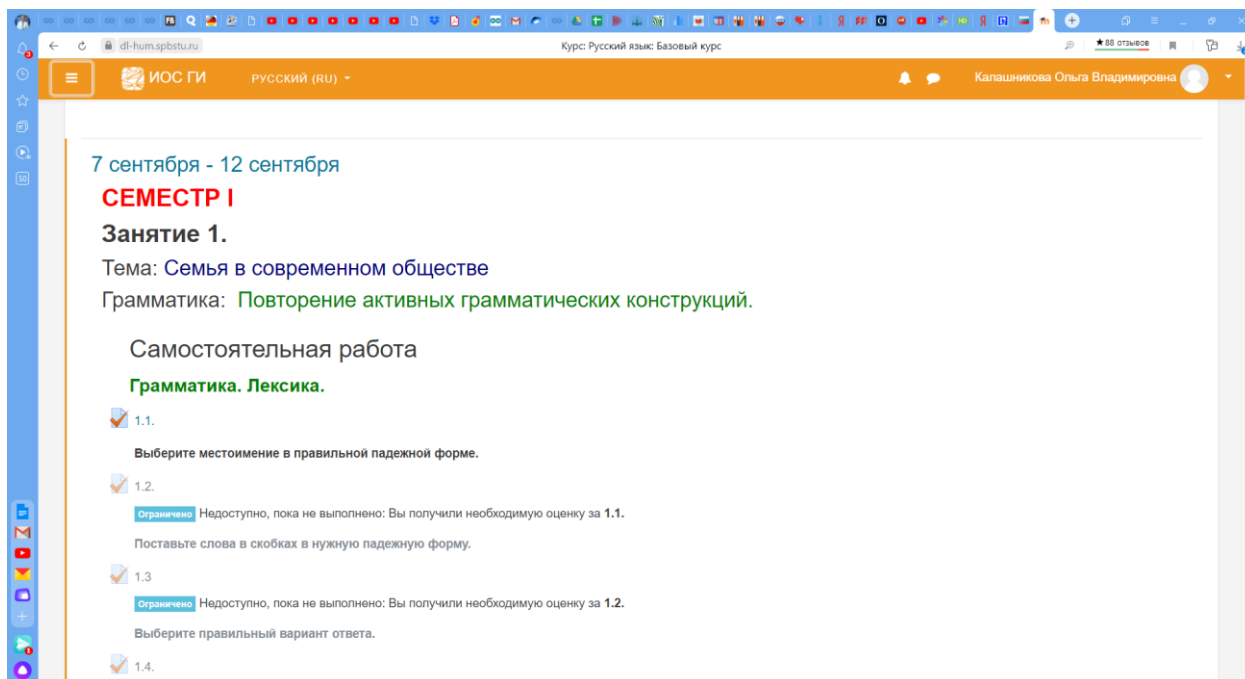 dl-hum.spbstu.ru
Курс: Русский язык: Базовый курс
★88 отзывов
ИОС ГИ
РУССКИЙ (RU)
Калашникова Ольга Владимировна
7 сентября - 12 сентября
СЕМЕСТР I
Занятие 1.
Тема: Семья в современном обществе
Грамматика: Повторение активных грамматических конструкций.
Самостоятельная работа
Грамматика. Лексика.
1.1.
Выберите местоимение в правильной падежной форме.
1.2.
Ограничено Недоступно, пока не выполнено: Вы получили необходимую оценку за 1.1.
Поставьте слова в скобках в нужную падежную форму.
1.3
Ограничено Недоступно, пока не выполнено: Вы получили необходимую оценку за 1.2.
Выберите правильный вариант ответа.
1.4.